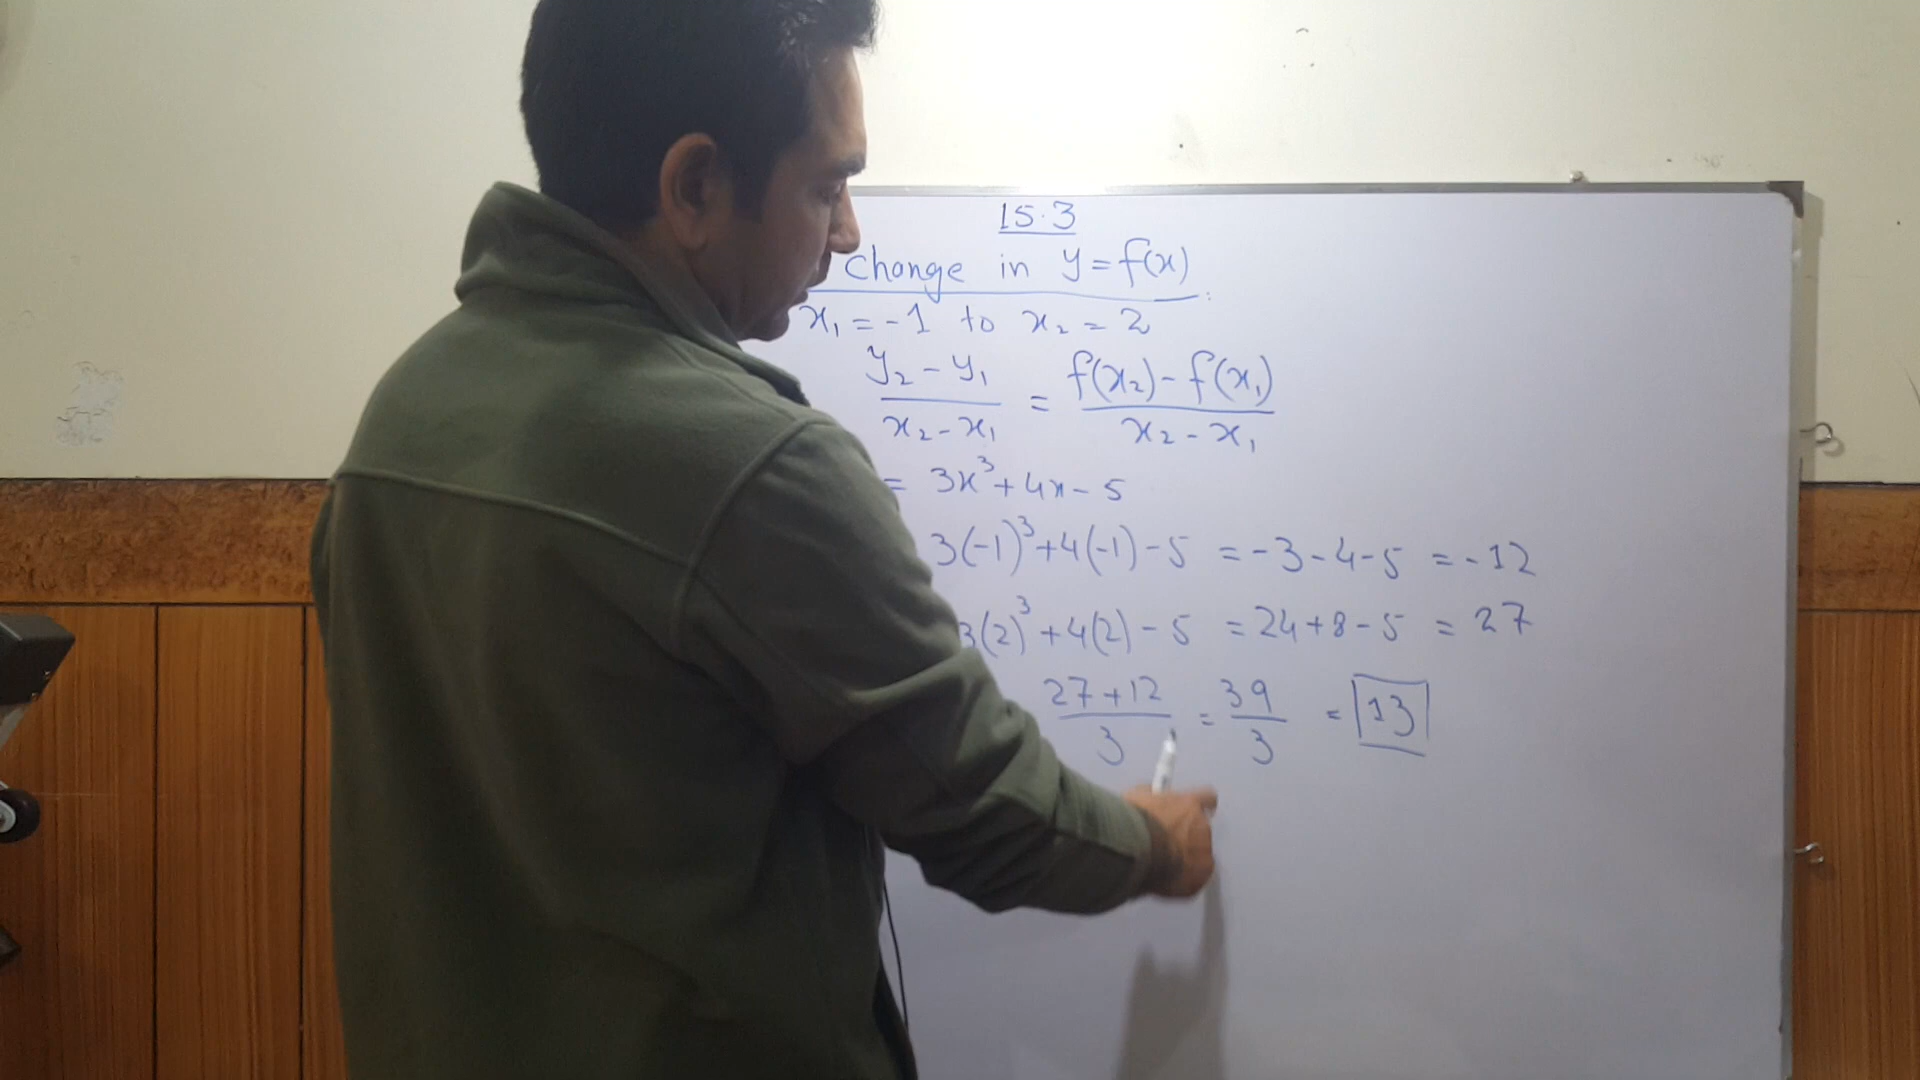 15.3
Change in y = f(x)
x₁ = -1 to x₂ = 2
(y₂ - y₁)/(x₂ - x₁) = (f(x₂) - f(x₁))/(x₂ - x₁)
= 3x³ + 4x - 5
3(-1)³ + 4(-1) - 5 = -3 - 4 - 5 = -12
3(2)³ + 4(2) - 5 = 24 + 8 - 5 = 27
(27 + 12)/3 = 39/3 = 13